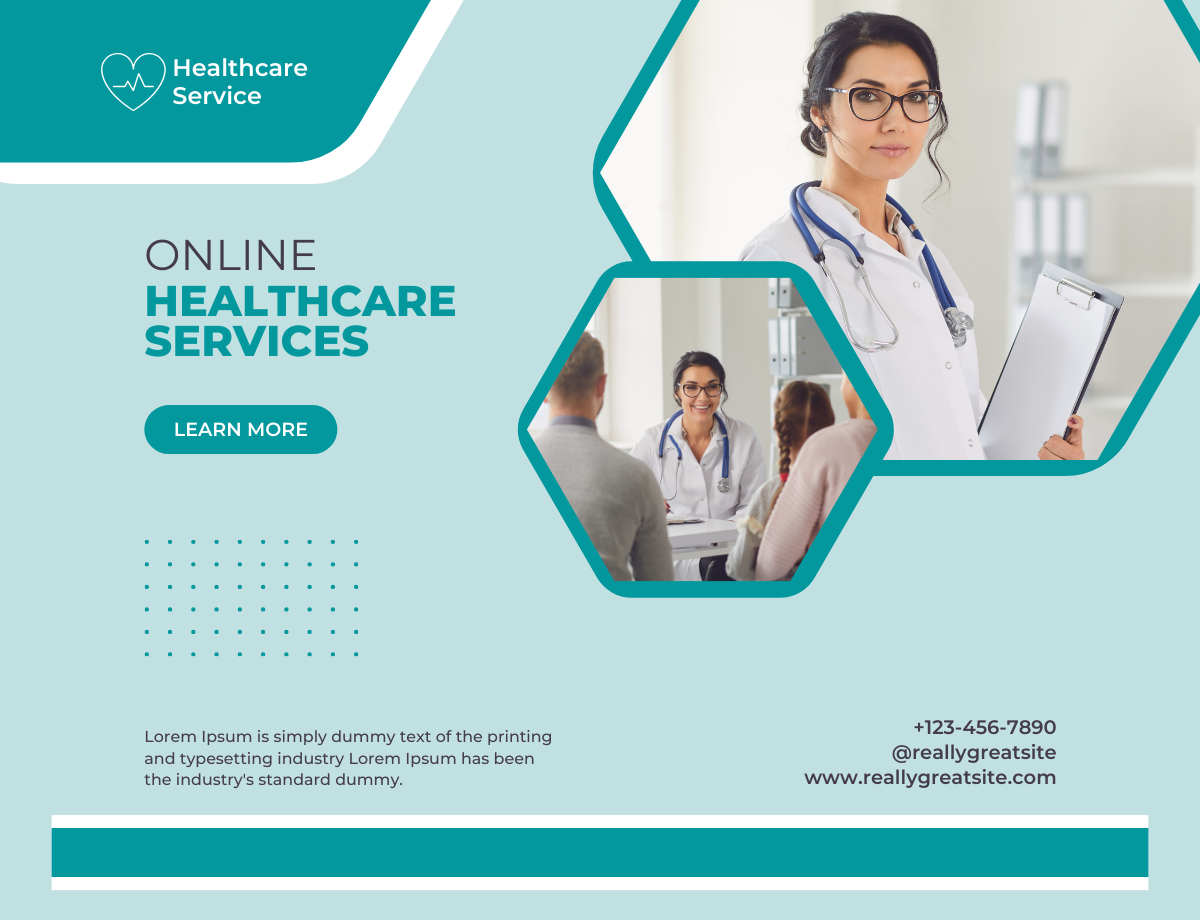 Healthcare
Service
ONLINE
HEALTHCARE
SERVICES
LEARN MORE
Lorem Ipsum is simply dummy text of the printing
and typesetting industry Lorem Ipsum has been
the industry's standard dummy.
+123-456-7890
@reallygreatsite
www.reallygreatsite.com